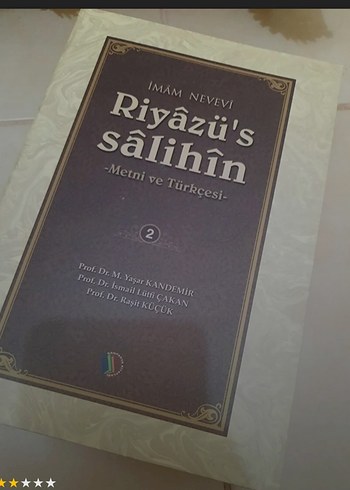 İMÂM NEVEVÎ
Riyâzü's
sâlihîn
-Metni ve Türkçesi-
2
Prof. Dr. M. Yaşar KANDEMİR
Prof. Dr. İsmail Lütfi ÇAKAN
Prof. Dr. Raşit KÜÇÜK